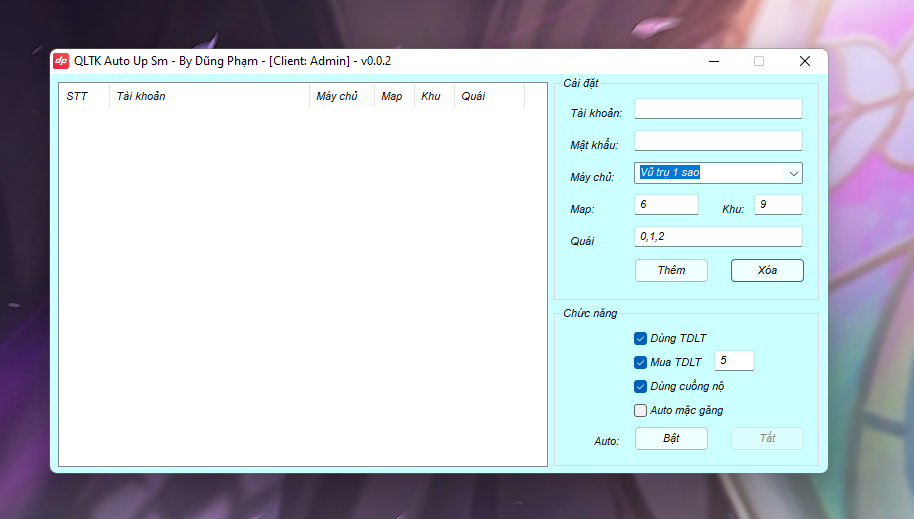 dp QLTK Auto Up Sm - By Dũng Phạm - [Client: Admin] - v0.0.2
STT Tài khoản Máy chủ Map Khu Quái
Cài đặt
Tài khoản:
Mật khẩu:
Máy chủ: Vũ trụ 1 sao
Map: 6 Khu: 9
Quái 0,1,2
Thêm Xóa
Chức năng
Dùng TDLT
Mua TDLT 5
Dùng cuồng nộ
Auto mặc găng
Auto: Bật Tắt